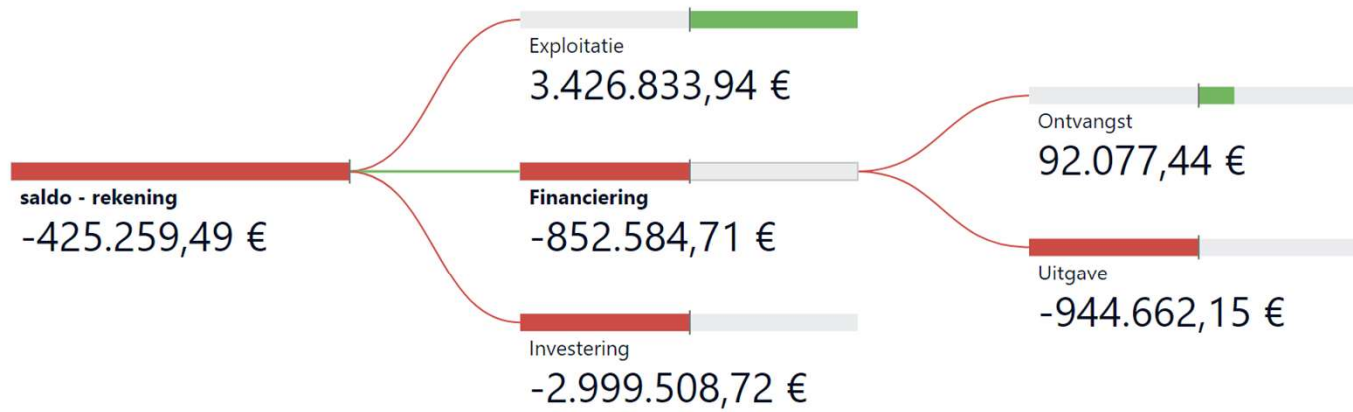 saldo - rekening
-425.259,49 €
Exploitatie
3.426.833,94 €
Financiering
-852.584,71 €
Investering
-2.999.508,72 €
Ontvangst
92.077,44 €
Uitgave
-944.662,15 €